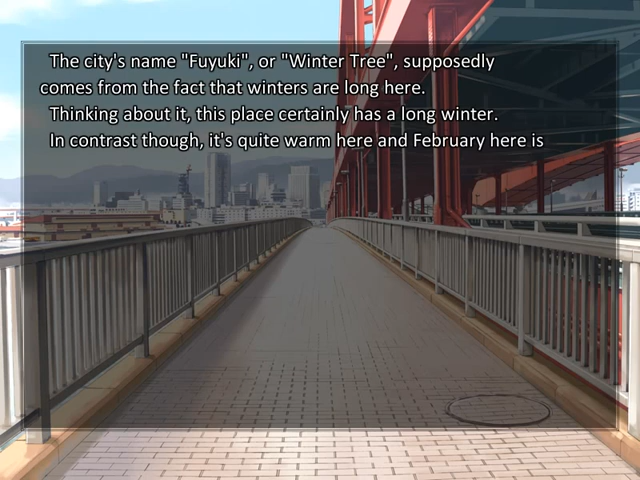 The city's name "Fuyuki", or "Winter Tree", supposedly
comes from the fact that winters are long here.
Thinking about it, this place certainly has a long winter.
In contrast though, it's quite warm here and February here is